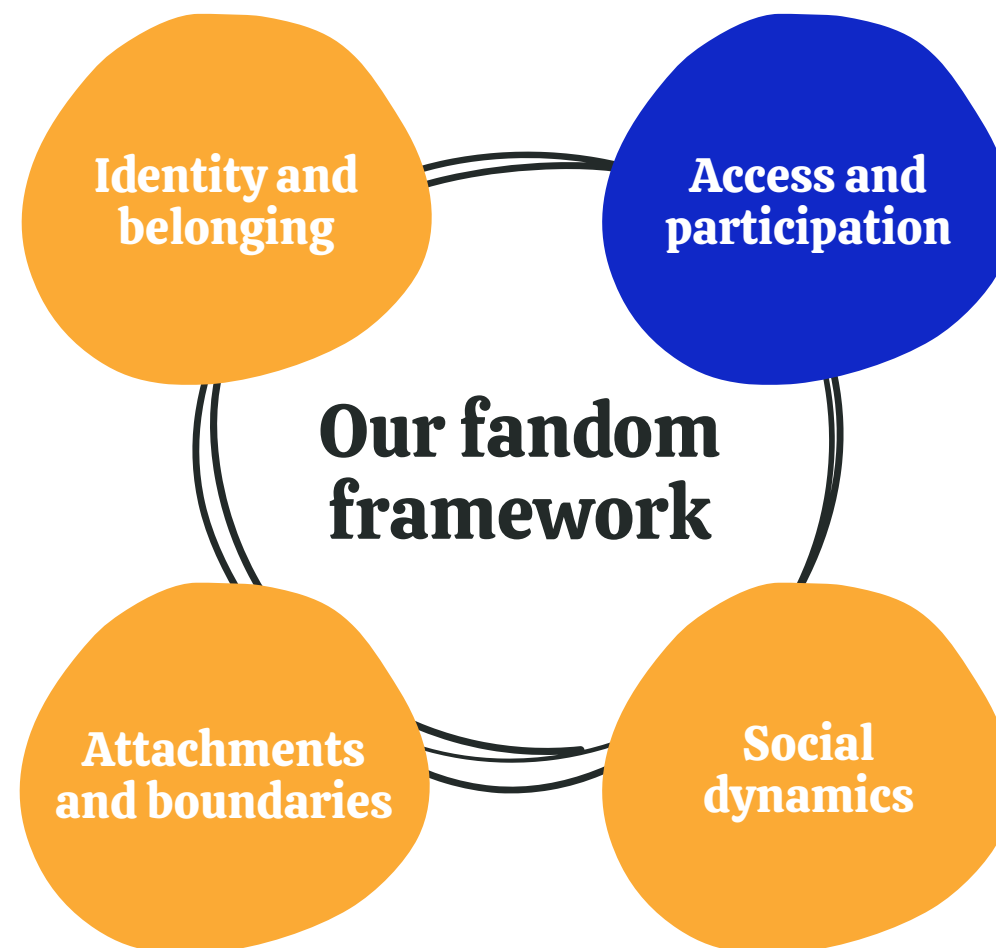 Identity and
belonging
Access and
participation
Our fandom
framework
Attachments
and boundaries
Social
dynamics